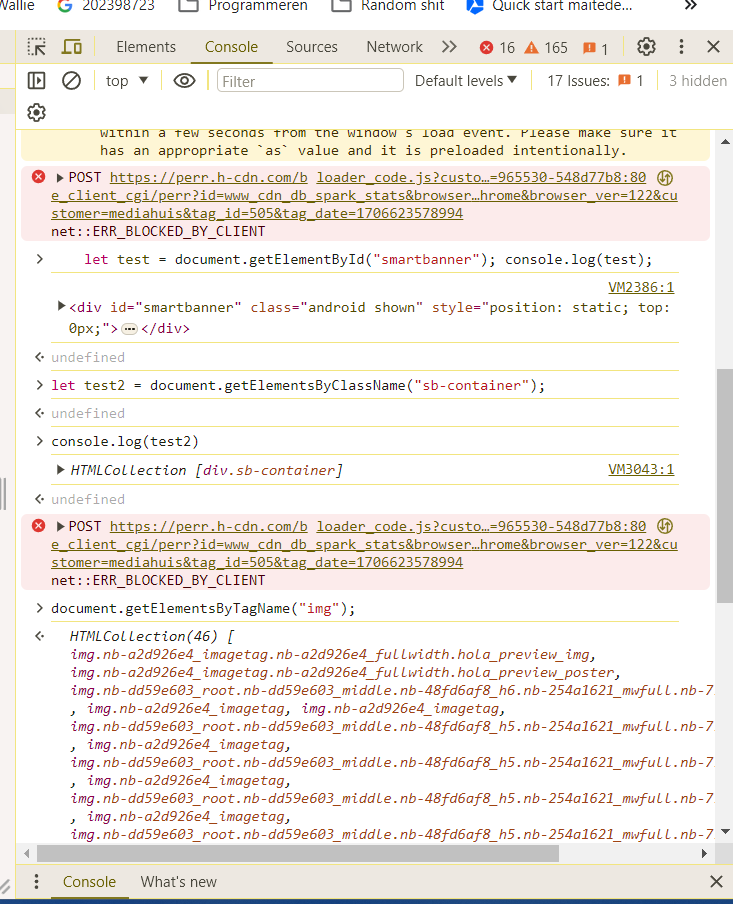 Wallie 202398723 Programmeren Random shit Quick start maitede... »
Elements Console Sources Network » 16 165 1
top ▼ Filter Default levels ▼ 17 Issues: 1 3 hidden
within a few seconds from the window's load event. Please make sure it
has an appropriate `as` value and it is preloaded intentionally.
▶ POST https://perr.h-cdn.com/b loader_code.js?custo…=965530-548d77b8:80
e_client_cgi/perr?id=www_cdn_db_spark_stats&browser…hrome&browser_ver=122&cu
stomer=mediahuis&tag_id=505&tag_date=1706623578994
net::ERR_BLOCKED_BY_CLIENT
> let test = document.getElementById("smartbanner"); console.log(test);
VM2386:1
▶ <div id="smartbanner" class="android shown" style="position: static; top:
0px;">…</div>
undefined
> let test2 = document.getElementsByClassName("sb-container");
undefined
> console.log(test2)
▶ HTMLCollection [div.sb-container] VM3043:1
undefined
▶ POST https://perr.h-cdn.com/b loader_code.js?custo…=965530-548d77b8:80
e_client_cgi/perr?id=www_cdn_db_spark_stats&browser…hrome&browser_ver=122&cu
stomer=mediahuis&tag_id=505&tag_date=1706623578994
net::ERR_BLOCKED_BY_CLIENT
> document.getElementsByTagName("img");
HTMLCollection(46) [
img.nb-a2d926e4_imagetag.nb-a2d926e4_fullwidth.hola_preview_img,
img.nb-a2d926e4_imagetag.nb-a2d926e4_fullwidth.hola_preview_poster,
img.nb-dd59e603_root.nb-dd59e603_middle.nb-48fd6af8_h6.nb-254a1621_mwfull.nb-7
, img.nb-a2d926e4_imagetag, img.nb-a2d926e4_imagetag,
img.nb-dd59e603_root.nb-dd59e603_middle.nb-48fd6af8_h5.nb-254a1621_mwfull.nb-7
, img.nb-a2d926e4_imagetag,
img.nb-dd59e603_root.nb-dd59e603_middle.nb-48fd6af8_h5.nb-254a1621_mwfull.nb-7
, img.nb-a2d926e4_imagetag,
img.nb-dd59e603_root.nb-dd59e603_middle.nb-48fd6af8_h5.nb-254a1621_mwfull.nb-7
, img.nb-a2d926e4_imagetag,
img.nb-dd59e603_root.nb-dd59e603_middle.nb-48fd6af8_h5.nb-254a1621_mwfull.nb-7
Console What's new